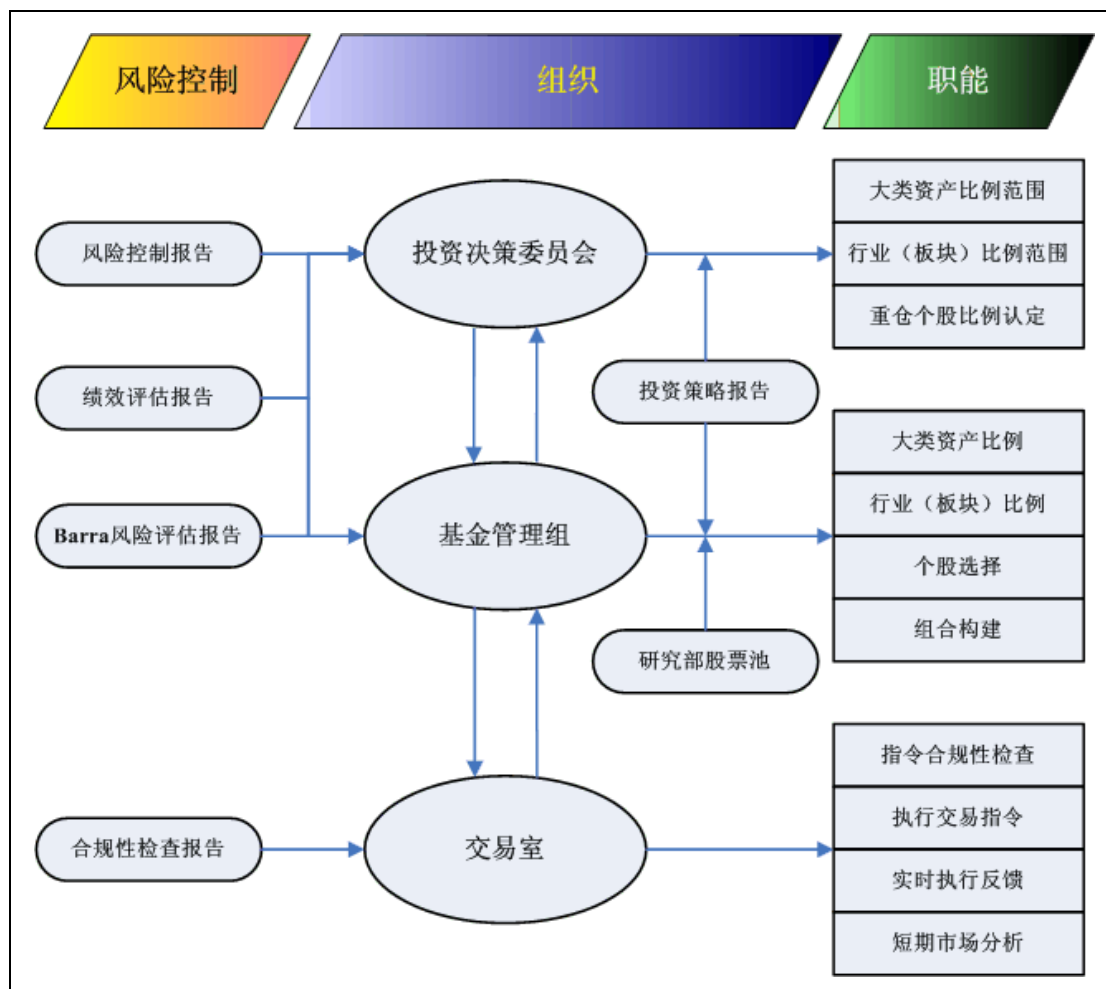 风险控制
组织
职能
大类资产比例范围
风险控制报告
投资决策委员会
行业（板块）比例范围
重仓个股比例认定
绩效评估报告
投资策略报告
大类资产比例
行业（板块）比例
Barra风险评估报告
基金管理组
个股选择
组合构建
研究部股票池
指令合规性检查
执行交易指令
合规性检查报告
交易室
实时执行反馈
短期市场分析